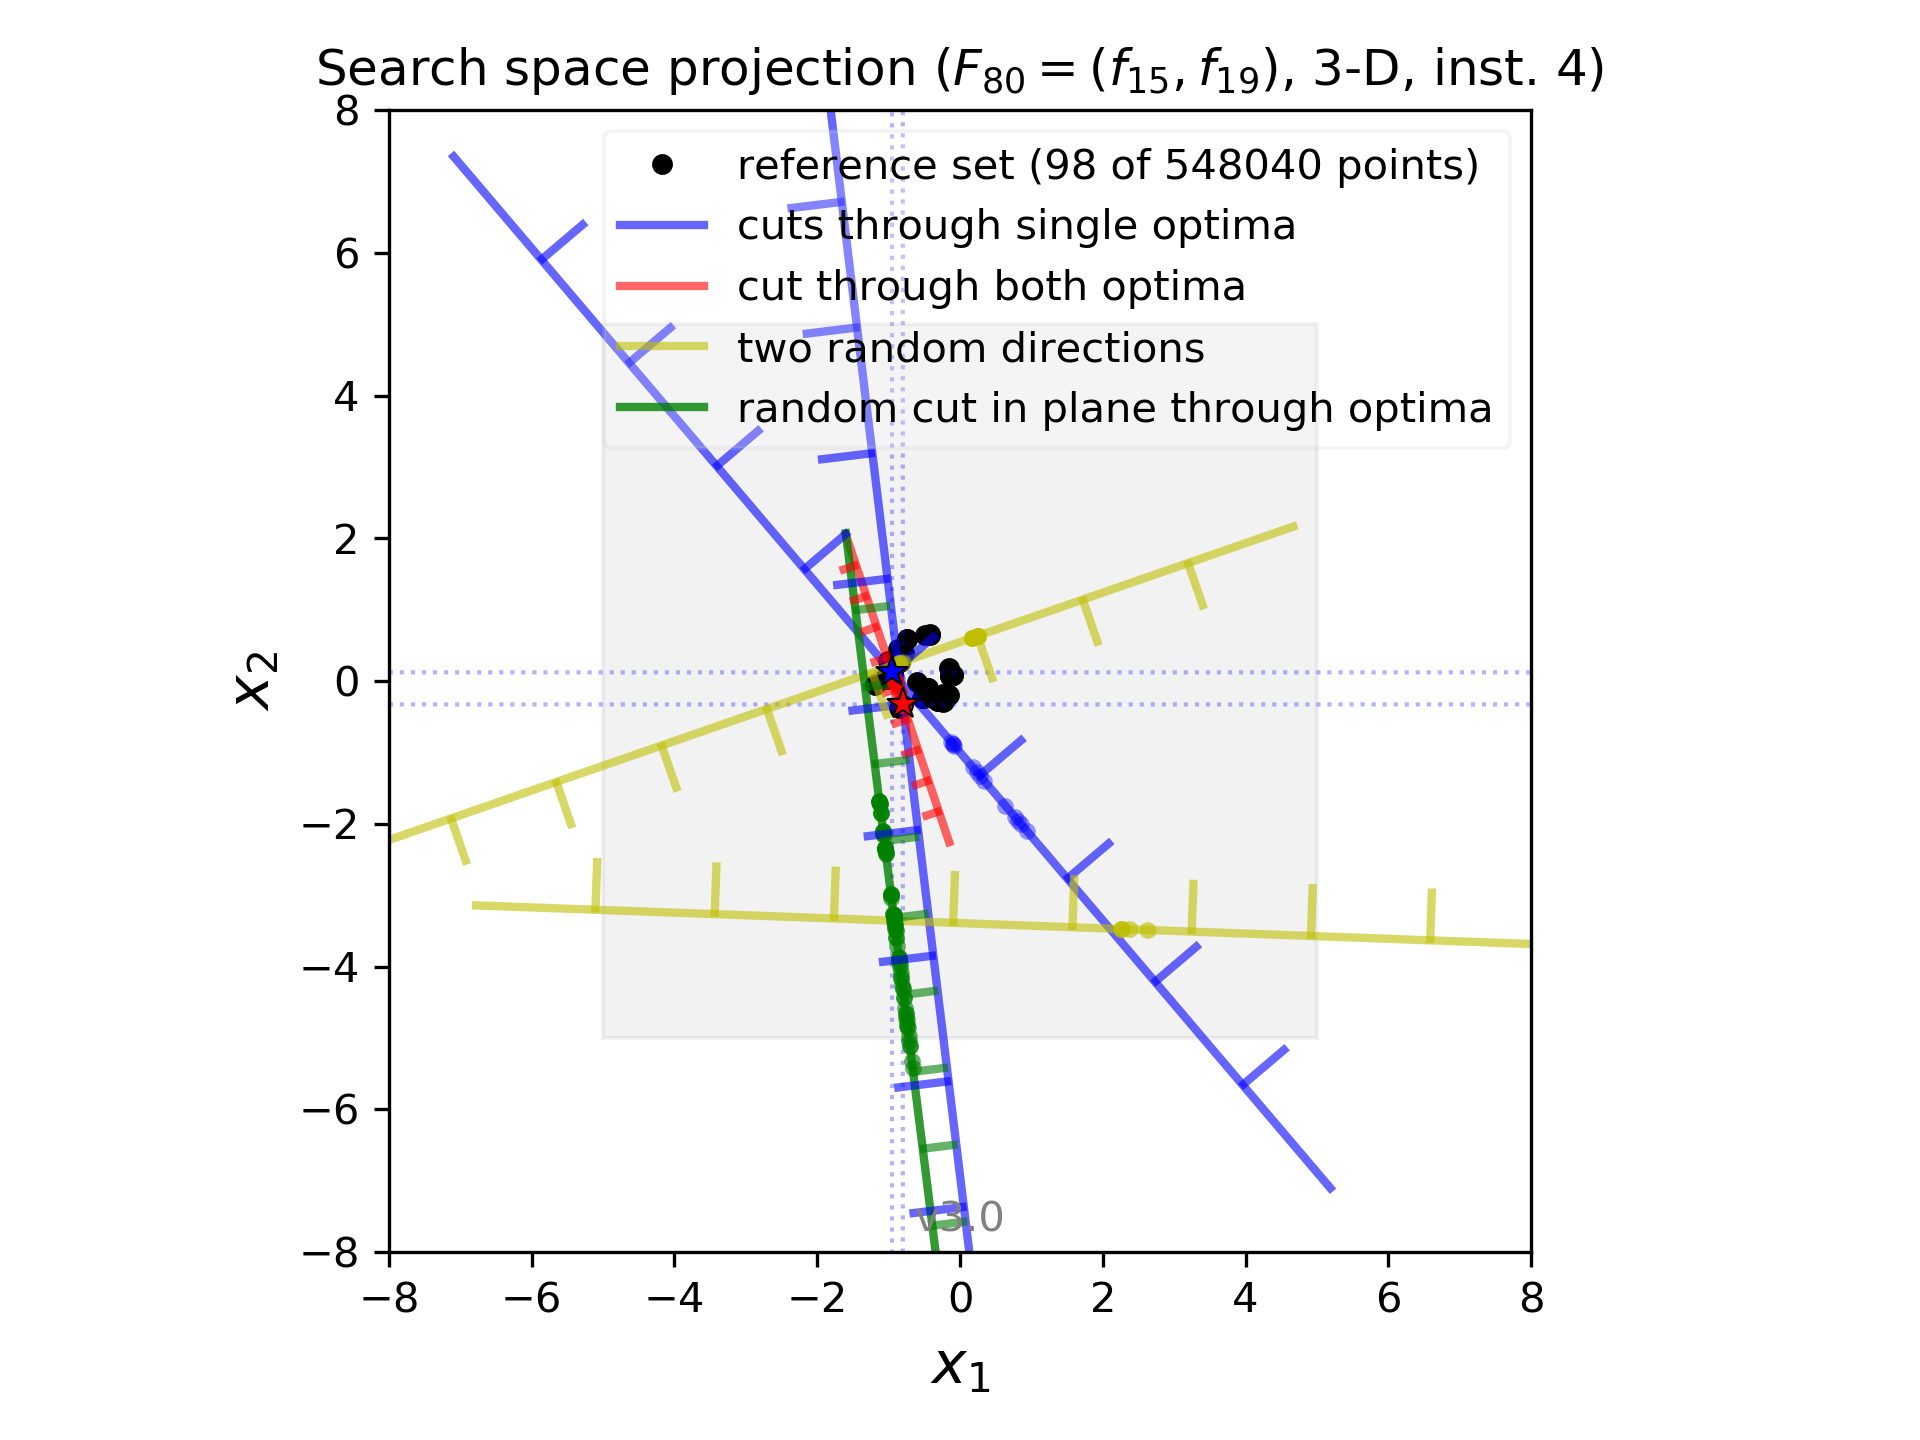 Search space projection (F80 = (f15, f19), 3-D, inst. 4)
reference set (98 of 548040 points)
cuts through single optima
cut through both optima
two random directions
random cut in plane through optima
8
6
4
2
0
−2
−4
−6
−8
x2
v3.0
−8 −6 −4 −2 0 2 4 6 8
x1